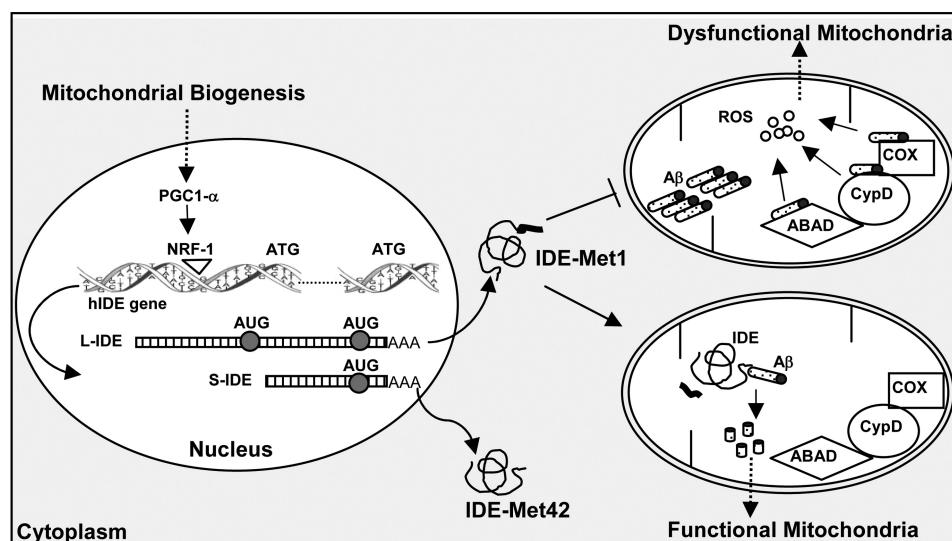 Dysfunctional Mitochondria
Mitochondrial Biogenesis
ROS
COX
Aβ
CypD
ABAD
PGC1-α
NRF-1
ATG
ATG
hIDE gene
IDE-Met1
L-IDE
AUG
AUG
AAA
S-IDE
AUG
AAA
Nucleus
IDE
Aβ
COX
CypD
ABAD
IDE-Met42
Cytoplasm
Functional Mitochondria